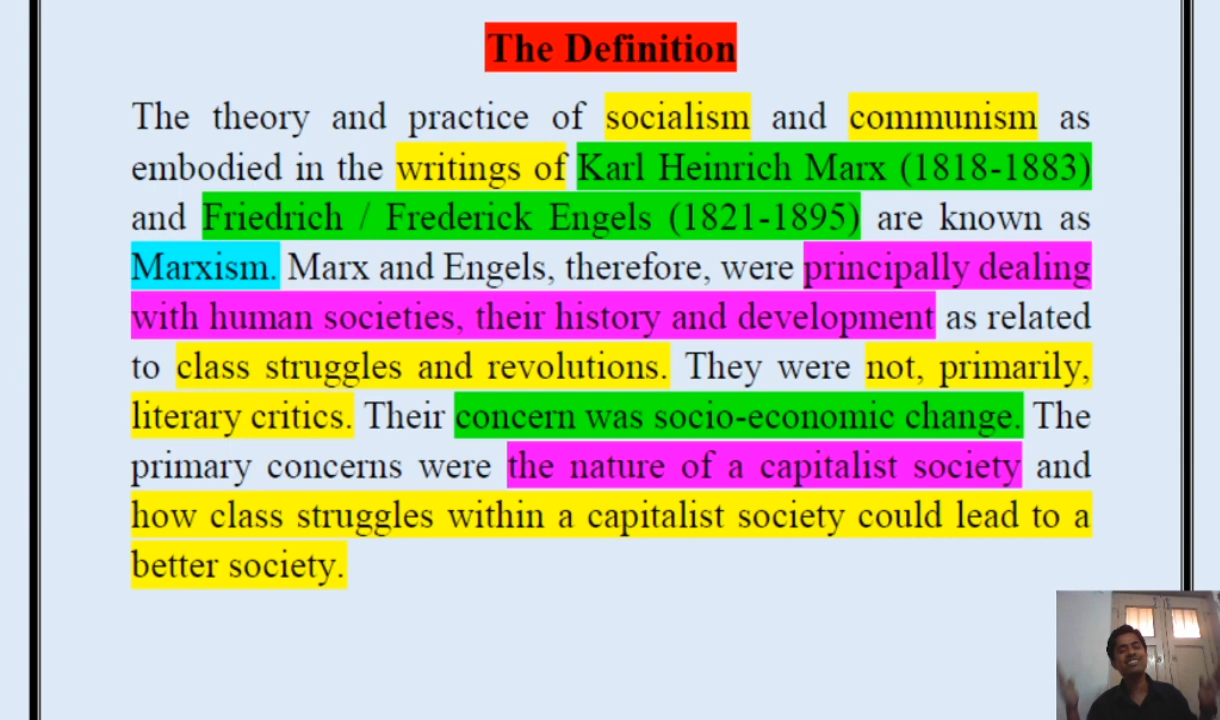 The Definition
The theory and practice of socialism and communism as
embodied in the writings of Karl Heinrich Marx (1818-1883)
and Friedrich / Frederick Engels (1821-1895) are known as
Marxism. Marx and Engels, therefore, were principally dealing
with human societies, their history and development as related
to class struggles and revolutions. They were not, primarily,
literary critics. Their concern was socio-economic change. The
primary concerns were the nature of a capitalist society and
how class struggles within a capitalist society could lead to a
better society.